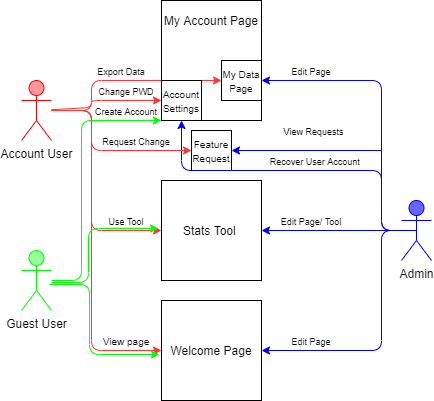 My Account Page
Export Data
My Data
Page
Edit Page
Change PWD
Account
Settings
Create Account
View Requests
Account User
Request Change
Feature
Request
Recover User Account
Use Tool
Stats Tool
Edit Page/ Tool
Admin
Guest User
View page
Welcome Page
Edit Page